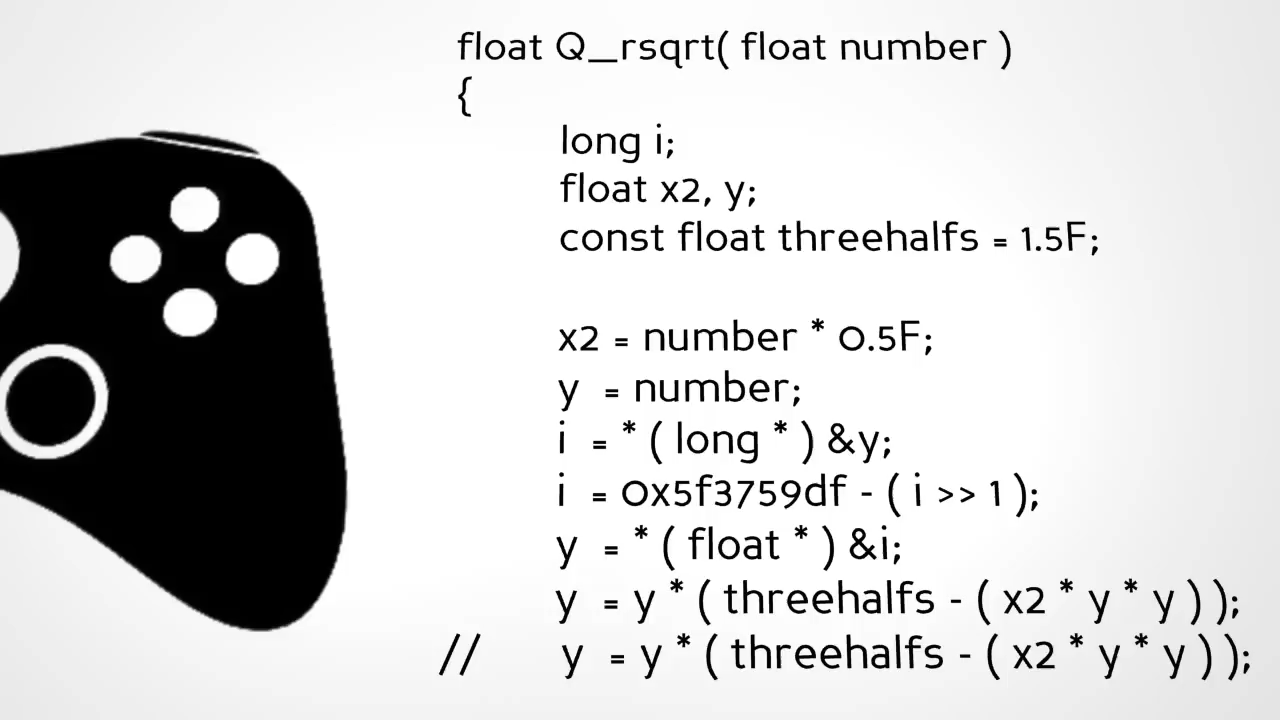 float Q_rsqrt( float number )
{
long i;
float x2, y;
const float threehalfs = 1.5F;
x2 = number * 0.5F;
y = number;
i = * ( long * ) &y;
i = 0x5f3759df - ( i >> 1 );
y = * ( float * ) &i;
y = y * ( threehalfs - ( x2 * y * y ) );
// y = y * ( threehalfs - ( x2 * y * y ) );